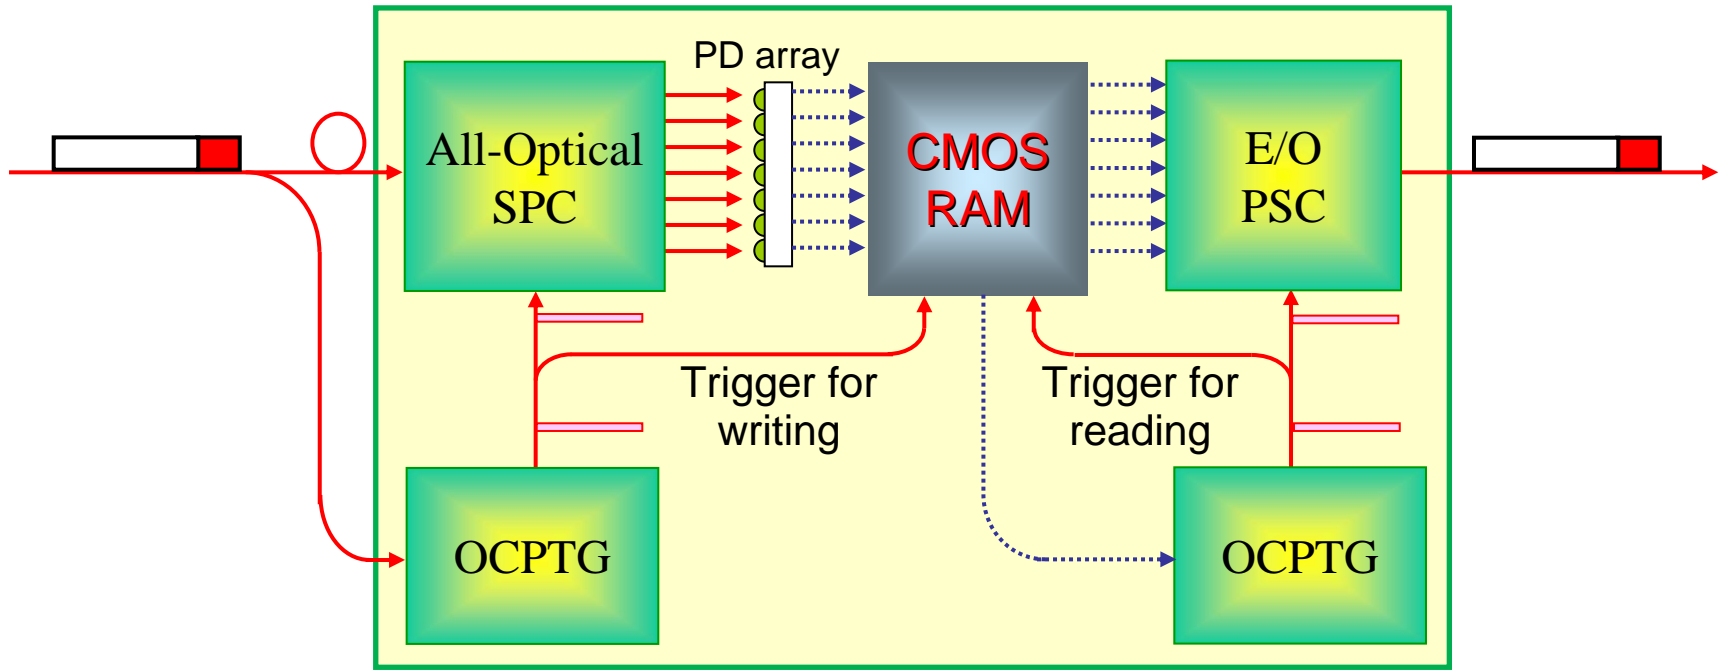 PD array
All-Optical
SPC
CMOS
RAM
E/O
PSC
Trigger for
writing
Trigger for
reading
OCPTG
OCPTG